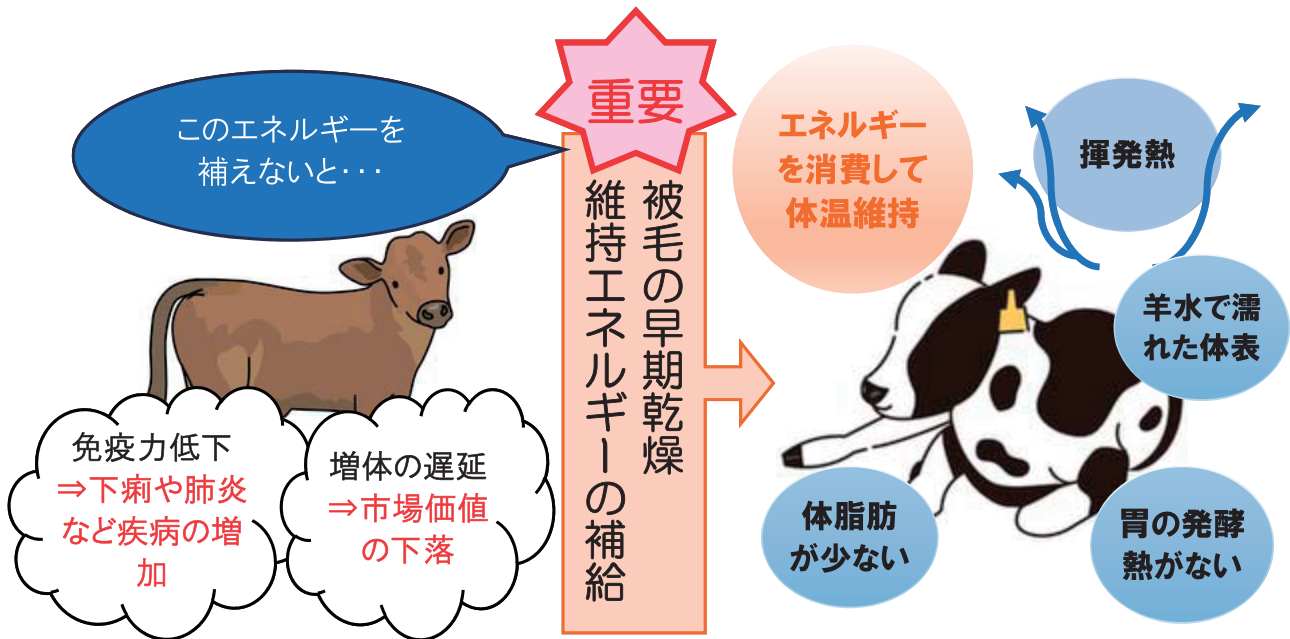 このエネルギーを
補えないと・・・
免疫力低下
⇒下痢や肺炎
など疾病の増
加
増体の遅延
⇒市場価値
の下落
重要
被毛の早期乾燥
維持エネルギーの補給
エネルギー
を消費して
体温維持
揮発熱
羊水で濡
れた体表
体脂肪
が少ない
胃の発酵
熱がない